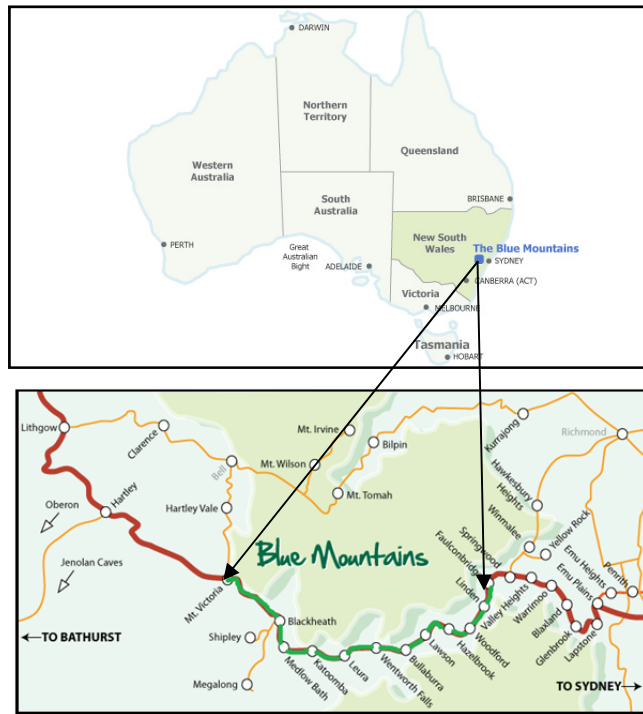 DARWIN
Northern
Territory
Queensland
Western
Australia
South
Australia
BRISBANE
New South
Wales
The Blue Mountains
PERTH
Great
Australian
Bight
ADELAIDE
SYDNEY
CANBERRA (ACT)
Victoria
MELBOURNE
Tasmania
HOBART
Lithgow
Clarence
Mt. Irvine
Kurrajong
Richmond
Bilpin
Mt. Wilson
Bell
Mt. Tomah
Hawkesbury
Heights
Oberon
Hartley
Hartley Vale
Winmalee
Yellow Rock
Jenolan Caves
Blue Mountains
Springwood
Faulconbridge
Linden
Emu Heights
Emu Plains
Penrith
Mt. Victoria
Valley Heights
Warrimoo
Blaxland
Glenbrook
Lapstone
TO BATHURST
Shipley
Blackheath
Megalong
Medlow Bath
Katoomba
Leura
Wentworth Falls
Bullaburra
Lawson
Hazelbrook
Woodford
TO SYDNEY